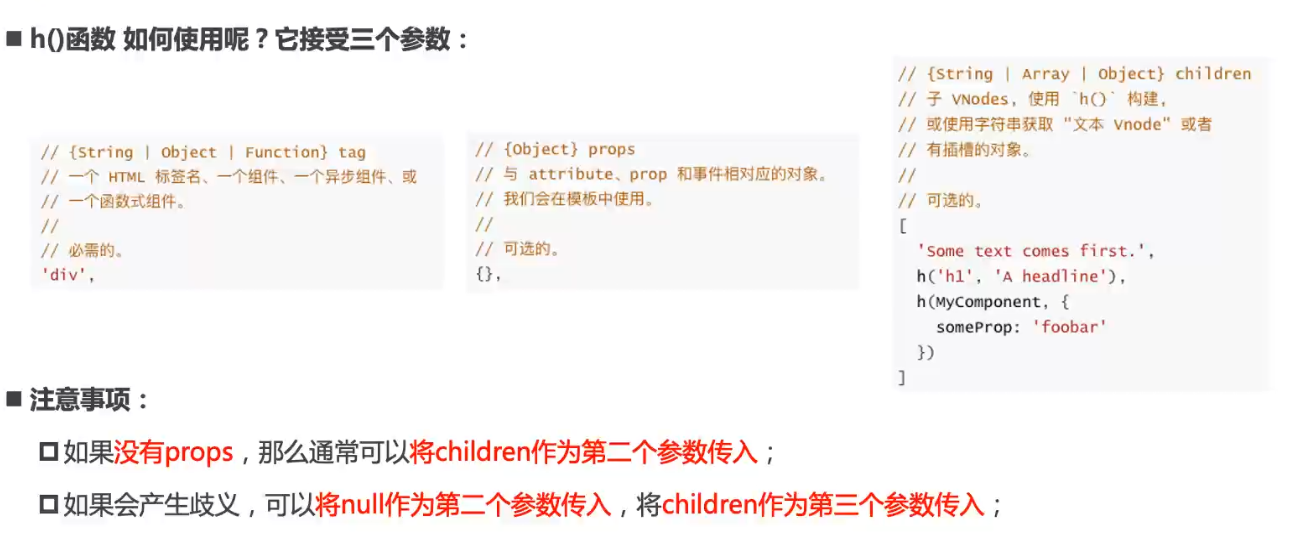 ■ h()函数 如何使用呢？它接受三个参数：
// {String | Object | Function} tag
// 一个 HTML 标签名、一个组件、一个异步组件、或
// 一个函数式组件。
//
// 必需的。
'div',
// {Object} props
// 与 attribute、prop 和事件相对应的对象。
// 我们会在模板中使用。
//
// 可选的。
{},
// {String | Array | Object} children
// 子 VNodes, 使用 `h()` 构建,
// 或使用字符串获取 "文本 Vnode" 或者
// 有插槽的对象。
//
// 可选的。
[
'Some text comes first.',
h('h1', 'A headline'),
h(MyComponent, {
someProp: 'foobar'
})
]
■ 注意事项：
如果没有props，那么通常可以将children作为第二个参数传入；
如果会产生歧义，可以将null作为第二个参数传入，将children作为第三个参数传入；